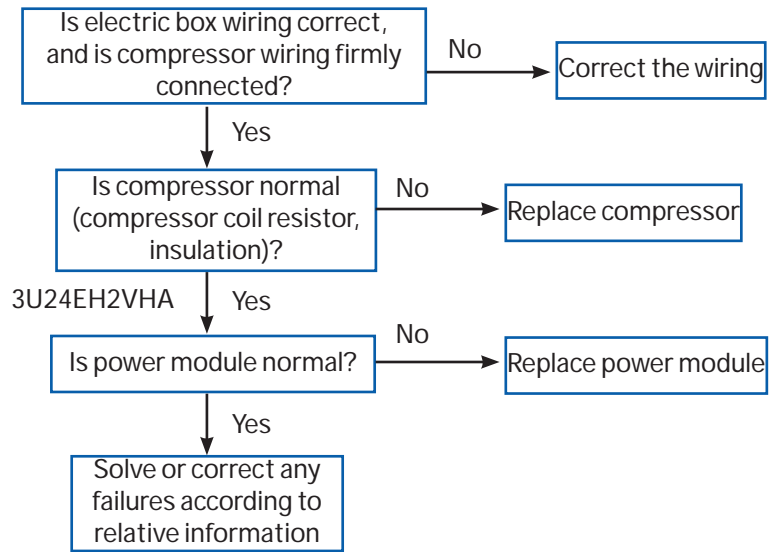 Is electric box wiring correct,
and is compressor wiring firmly
connected?
No
Correct the wiring
Yes
Is compressor normal
(compressor coil resistor,
insulation)?
No
Replace compressor
3U24EH2VHA
Yes
Is power module normal?
No
Replace power module
Yes
Solve or correct any
failures according to
relative information